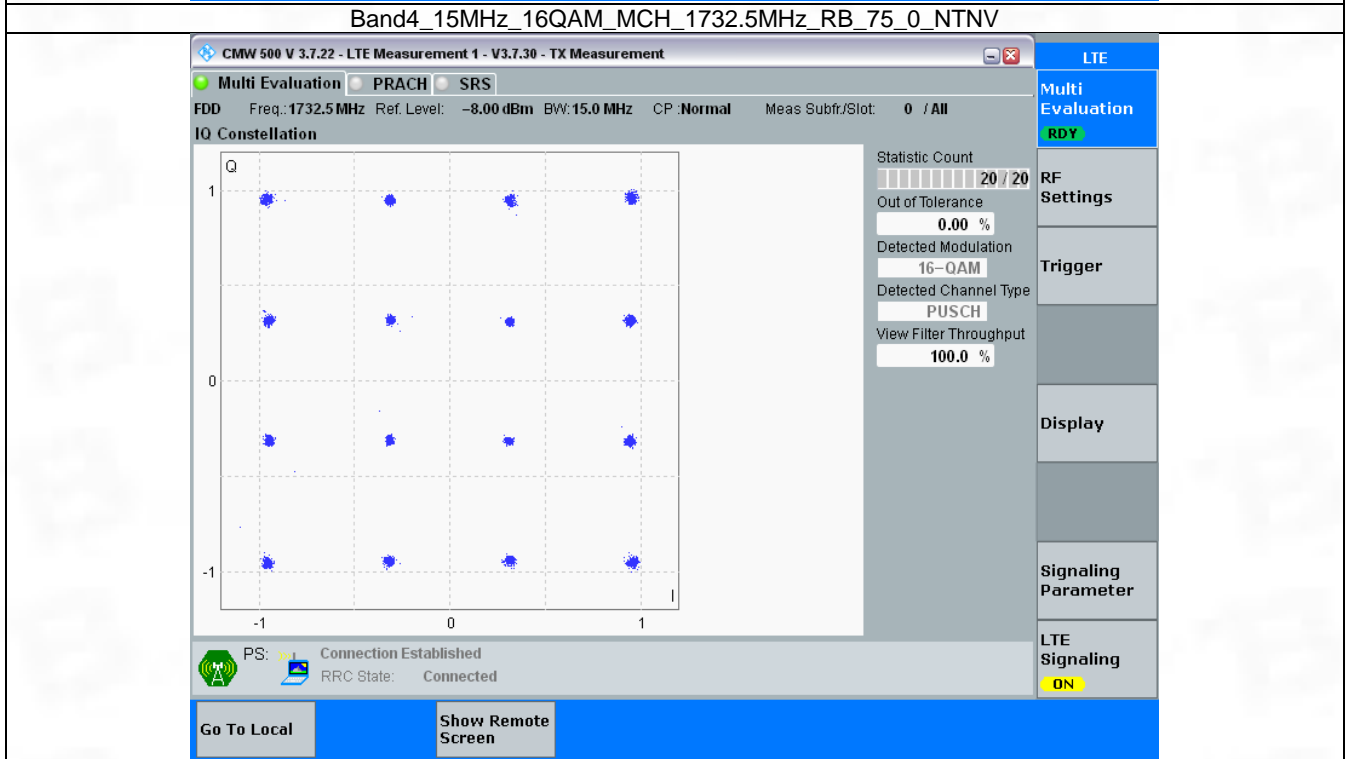 Band4_15MHz_16QAM_MCH_1732.5MHz_RB_75_0_NTNV
CMW 500 V 3.7.22 - LTE Measurement 1 - V3.7.30 - TX Measurement
LTE
Multi Evaluation PRACH SRS
Multi
Evaluation
RDY
FDD Freq.: 1732.5 MHz Ref. Level: −8.00 dBm BW: 15.0 MHz CP :Normal Meas Subfr./Slot: 0 / All
IQ Constellation
Q
1
0
-1
-1 0 1
I
Statistic Count
20 / 20
Out of Tolerance
0.00 %
Detected Modulation
16−QAM
Detected Channel Type
PUSCH
View Filter Throughput
100.0 %
RF
Settings
Trigger
Display
Signaling
Parameter
LTE
Signaling
ON
PS: Connection Established
RRC State: Connected
Go To Local
Show Remote
Screen